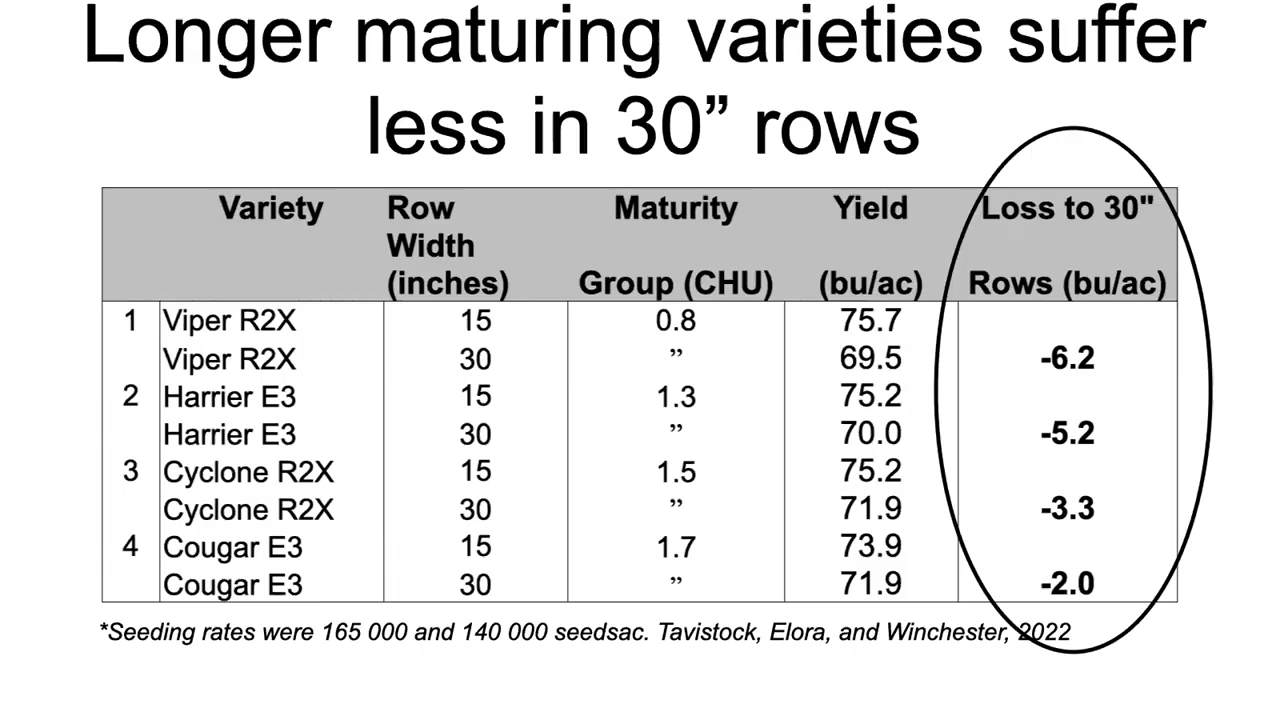 Longer maturing varieties suffer
less in 30” rows
Variety Row Maturity Yield Loss to 30"
Width
(inches) Group (CHU) (bu/ac) Rows (bu/ac)
1 Viper R2X 15 0.8 75.7
Viper R2X 30 ” 69.5 -6.2
2 Harrier E3 15 1.3 75.2
Harrier E3 30 ” 70.0 -5.2
3 Cyclone R2X 15 1.5 75.2
Cyclone R2X 30 ” 71.9 -3.3
4 Cougar E3 15 1.7 73.9
Cougar E3 30 ” 71.9 -2.0
*Seeding rates were 165 000 and 140 000 seedsac. Tavistock, Elora, and Winchester, 2022